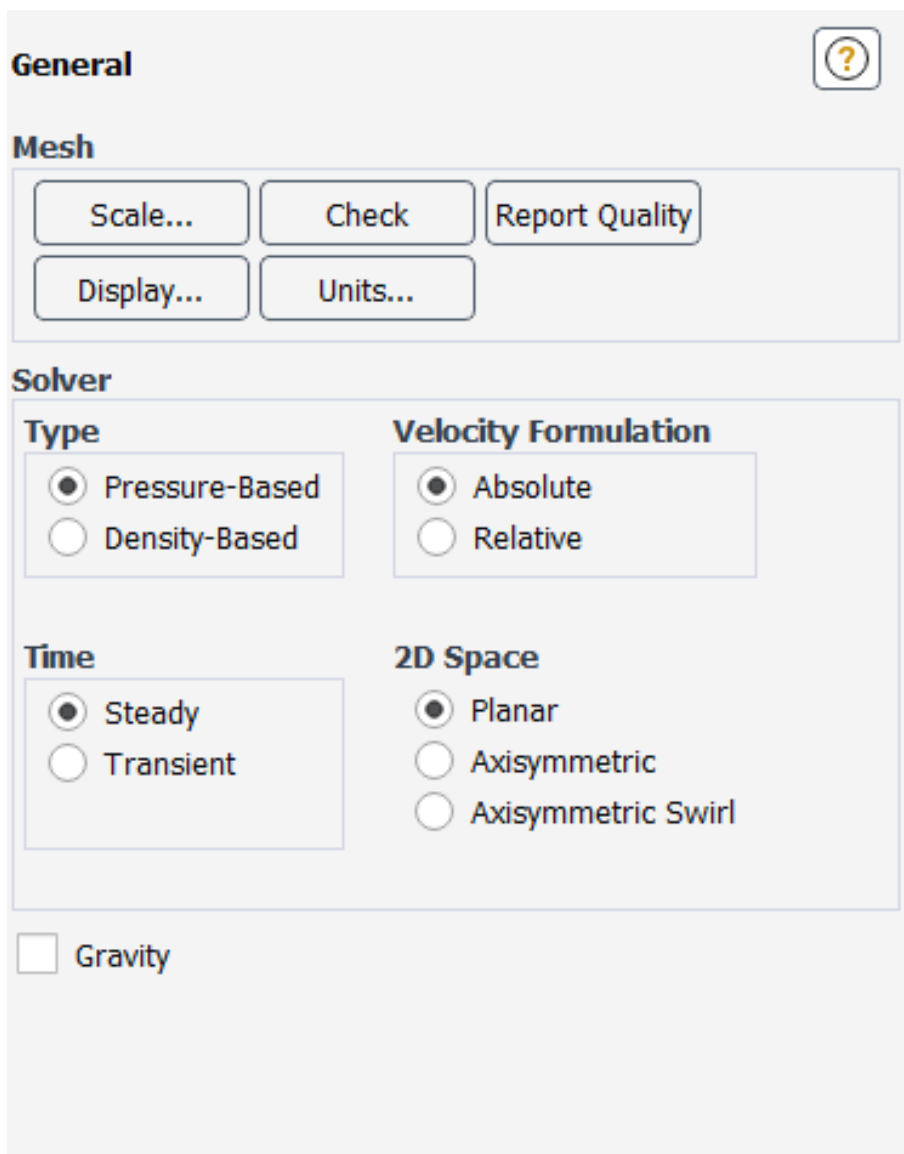 General
?
Mesh
Scale... Check Report Quality
Display... Units...
Solver
Type Velocity Formulation
Pressure-Based Absolute
Density-Based Relative
Time 2D Space
Steady Planar
Transient Axisymmetric
Axisymmetric Swirl
Gravity